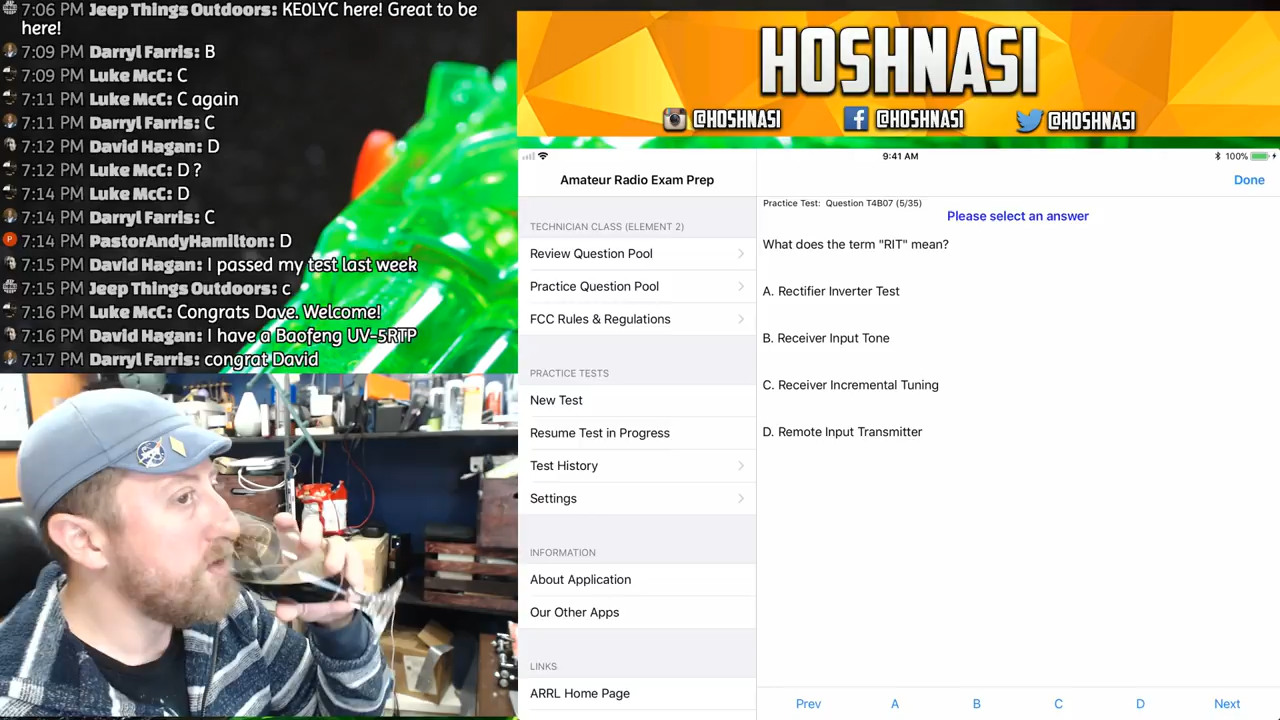 7:06 PM Jeep Things Outdoors: KE0LYC here! Great to be
here!
7:09 PM Darryl Farris: B
7:09 PM Luke McC: C
7:11 PM Luke McC: C again
7:11 PM Darryl Farris: C
7:12 PM David Hagan: D
7:12 PM Luke McC: D ?
7:14 PM Luke McC: D
7:14 PM Darryl Farris: C
P 7:14 PM PastorAndyHamilton: D
7:15 PM David Hagan: I passed my test last week
7:15 PM Jeep Things Outdoors: c
7:16 PM Luke McC: Congrats Dave. Welcome!
7:16 PM David Hagan: I have a Baofeng UV-5RTP
7:17 PM Darryl Farris: congrat David
HOSHNASI
@HOSHNASI @HOSHNASI @HOSHNASI
9:41 AM 100%
Amateur Radio Exam Prep
Done
TECHNICIAN CLASS (ELEMENT 2)
Review Question Pool
Practice Question Pool
FCC Rules & Regulations
PRACTICE TESTS
New Test
Resume Test in Progress
Test History
Settings
INFORMATION
About Application
Our Other Apps
LINKS
ARRL Home Page
Practice Test: Question T4B07 (5/35)
Please select an answer
What does the term "RIT" mean?
A. Rectifier Inverter Test
B. Receiver Input Tone
C. Receiver Incremental Tuning
D. Remote Input Transmitter
Prev A B C D Next